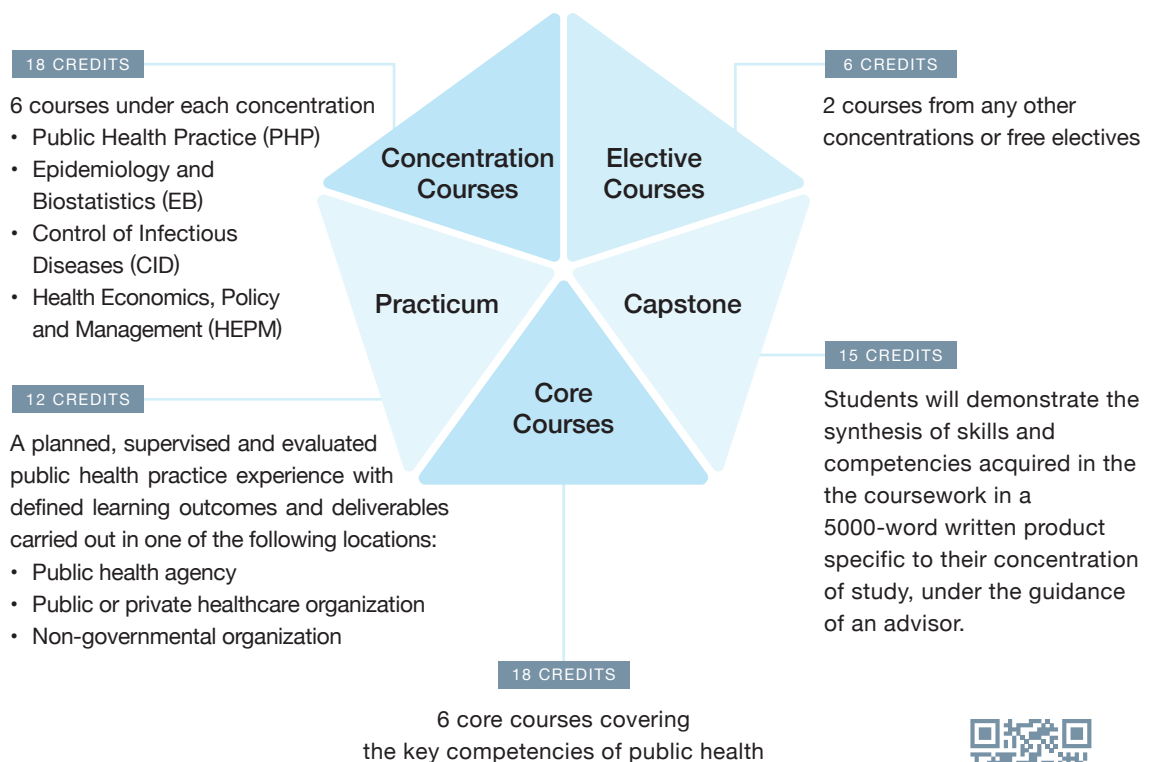 18 CREDITS
6 courses under each concentration
• Public Health Practice (PHP)
• Epidemiology and
Biostatistics (EB)
• Control of Infectious
Diseases (CID)
• Health Economics, Policy
and Management (HEPM)
Concentration
Courses
Elective
Courses
6 CREDITS
2 courses from any other
concentrations or free electives
Practicum
Capstone
Core
Courses
12 CREDITS
A planned, supervised and evaluated
public health practice experience with
defined learning outcomes and deliverables
carried out in one of the following locations:
• Public health agency
• Public or private healthcare organization
• Non-governmental organization
15 CREDITS
Students will demonstrate the
synthesis of skills and
competencies acquired in the
the coursework in a
5000-word written product
specific to their concentration
of study, under the guidance
of an advisor.
18 CREDITS
6 core courses covering
the key competencies of public health